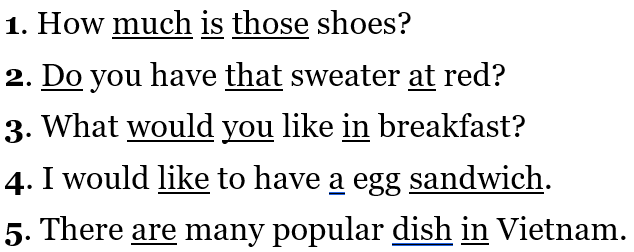 1. How much is those shoes?
2. Do you have that sweater at red?
3. What would you like in breakfast?
4. I would like to have a egg sandwich.
5. There are many popular dish in Vietnam.